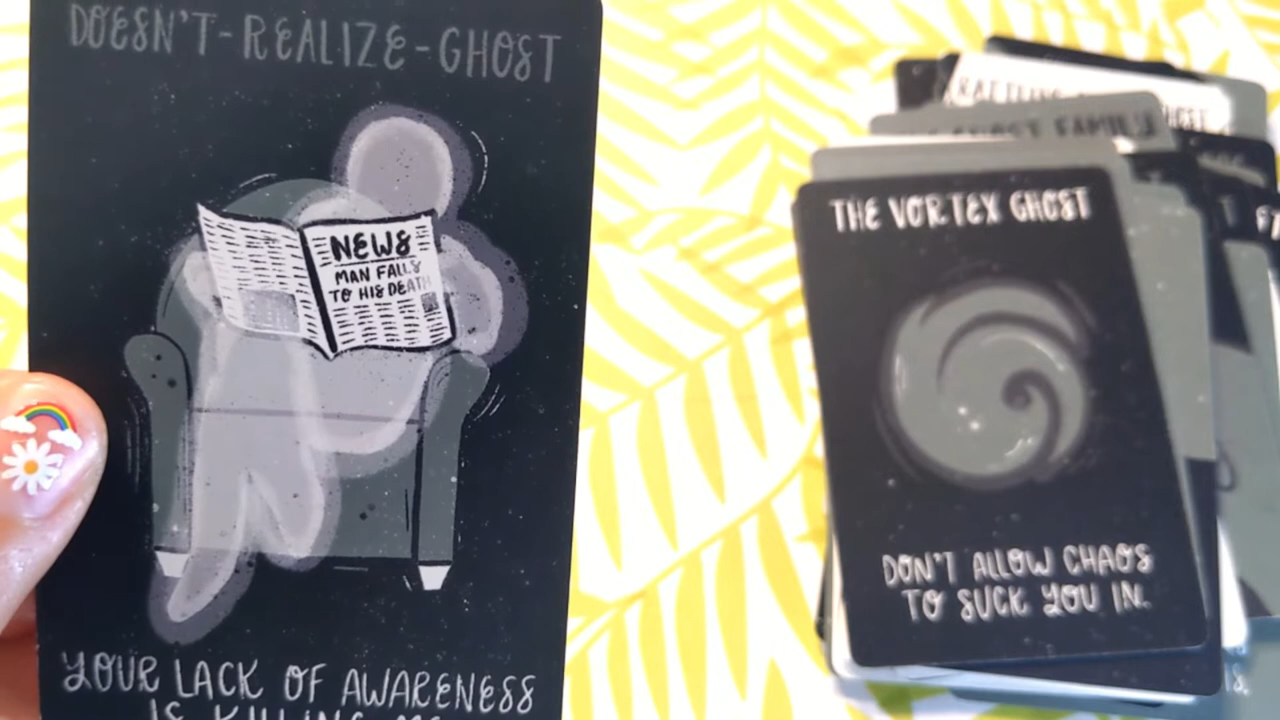 DOESN'T-REALIZE-GHOST
NEWS
MAN FALLS
TO HIS DEATH
YOUR LACK OF AWARENESS
IS KILLING ME
GHOST FAMILY
THE VORTEX GHOST
DON'T ALLOW CHAOS
TO SUCK YOU IN.